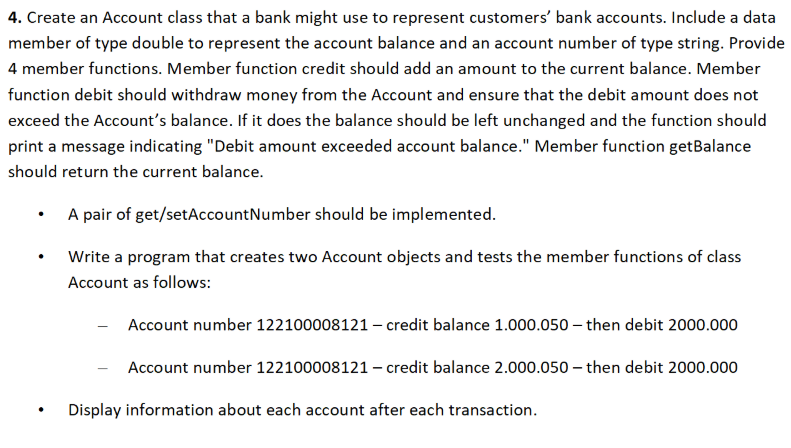 4. Create an Account class that a bank might use to represent customers’ bank accounts. Include a data
member of type double to represent the account balance and an account number of type string. Provide
4 member functions. Member function credit should add an amount to the current balance. Member
function debit should withdraw money from the Account and ensure that the debit amount does not
exceed the Account’s balance. If it does the balance should be left unchanged and the function should
print a message indicating "Debit amount exceeded account balance." Member function getBalance
should return the current balance.
• A pair of get/setAccountNumber should be implemented.
• Write a program that creates two Account objects and tests the member functions of class
Account as follows:
– Account number 122100008121 – credit balance 1.000.050 – then debit 2000.000
– Account number 122100008121 – credit balance 2.000.050 – then debit 2000.000
• Display information about each account after each transaction.